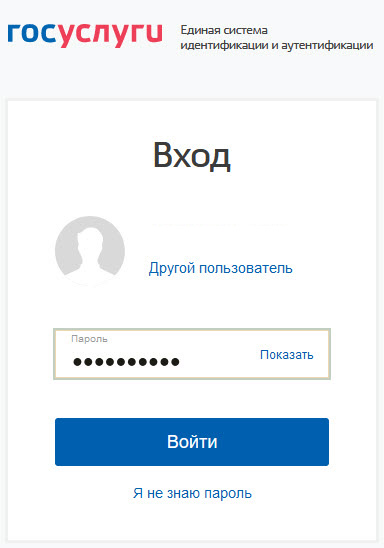 госуслуги
Единая система
идентификации и аутентификации
Вход
Другой пользователь
Пароль
●●●●●●●●●●
Показать
Войти
Я не знаю пароль